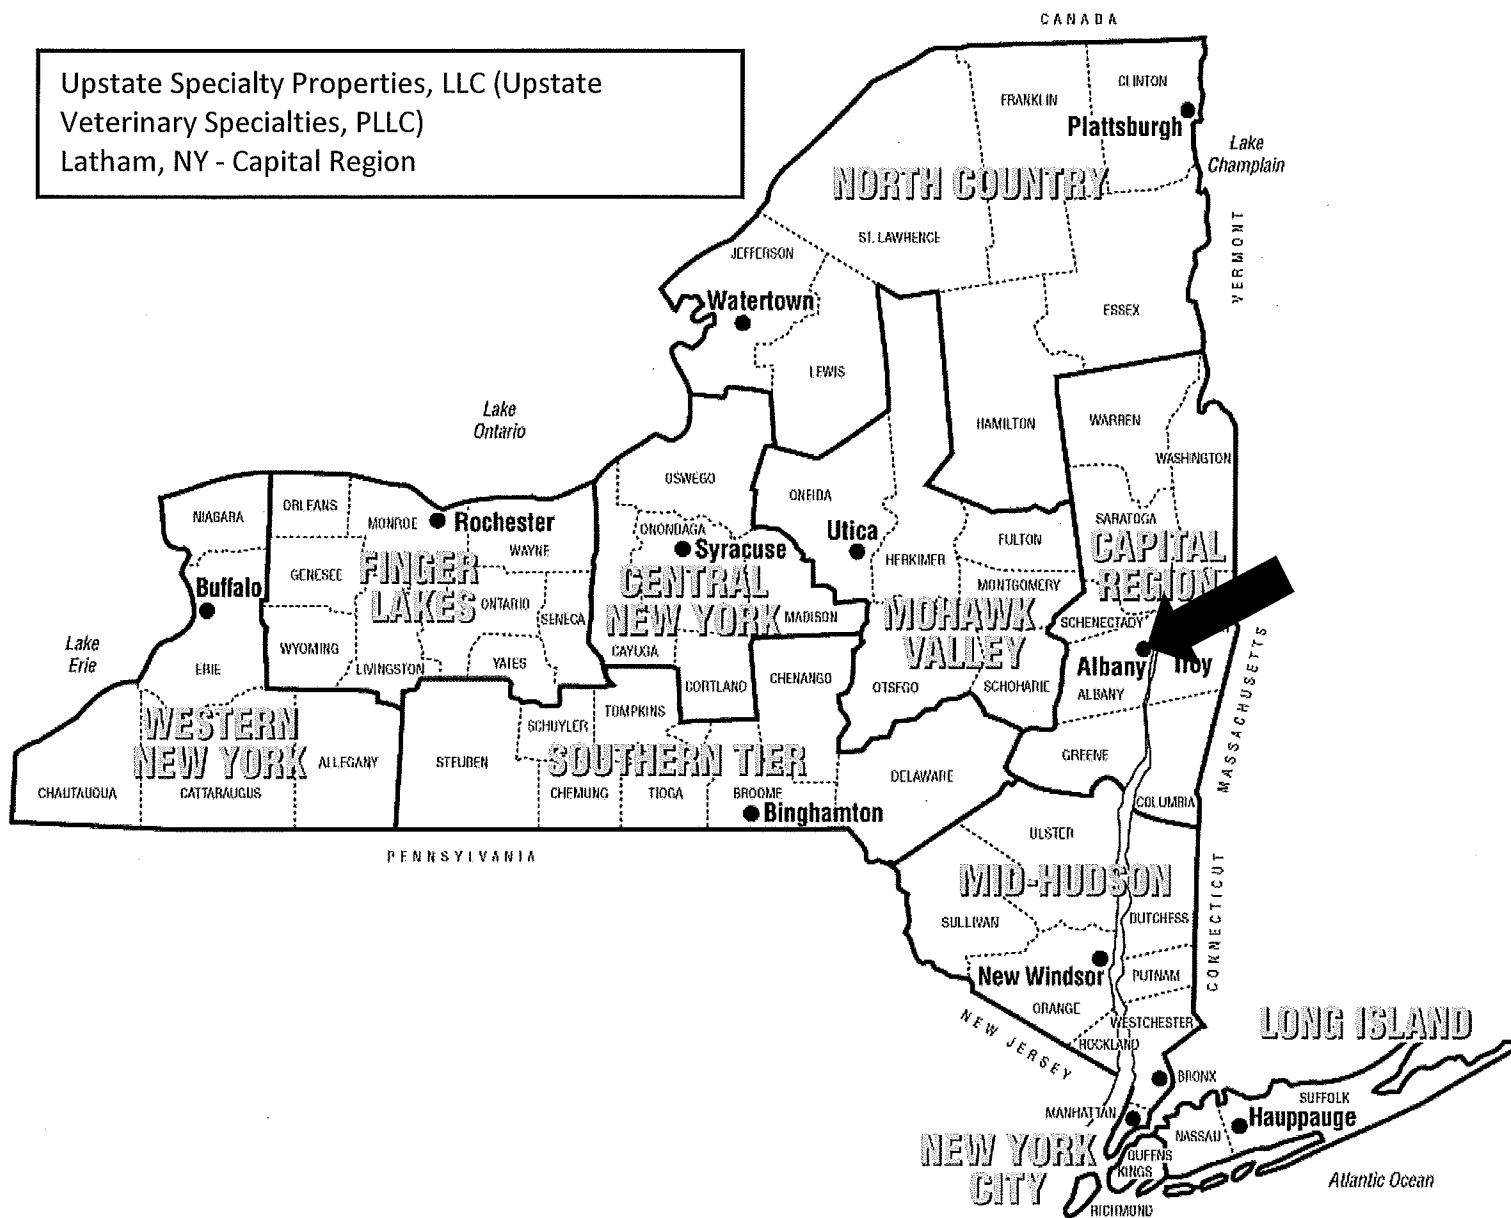 CANADA
Upstate Specialty Properties, LLC (Upstate
Veterinary Specialties, PLLC)
Latham, NY - Capital Region
CLINTON
FRANKLIN
Plattsburgh
Lake
Champlain
NORTH COUNTRY
VERMONT
ST. LAWRENCE
JEFFERSON
Watertown
ESSEX
LEWIS
Lake
Ontario
HAMILTON
WARREN
WASHINGTON
OSWEGO
ONEIDA
NIAGARA
ORLEANS
MONROE
Rochester
WAYNE
ONONDAGA
Syracuse
Utica
HERKIMER
FULTON
SARATOGA
CAPITAL
REGION
Buffalo
GENESEE
FINGER
LAKES
ONTARIO
SENECA
CENTRAL
NEW YORK
MADISON
MONTGOMERY
MOHAWK
VALLEY
SCHENECTADY
Lake
Erie
ERIE
WYOMING
LIVINGSTON
YATES
CAYUGA
CORTLAND
CHENANGO
OTSEGO
SCHOHARIE
Albany
Troy
ALBANY
MASSACHUSETTS
WESTERN
NEW YORK
ALLEGANY
STEUBEN
SCHUYLER
TOMPKINS
SOUTHERN TIER
DELAWARE
GREENE
CHAUTAUQUA
CATTARAUGUS
CHEMUNG
TIOGA
BROOME
Binghamton
COLUMBIA
PENNSYLVANIA
ULSTER
MID-HUDSON
SULLIVAN
DUTCHESS
CONNECTICUT
New Windsor
PUTNAM
ORANGE
WESTCHESTER
ROCKLAND
NEW JERSEY
LONG ISLAND
BRONX
MANHATTAN
SUFFOLK
Hauppauge
NASSAU
NEW YORK
CITY
QUEENS
KINGS
RICHMOND
Atlantic Ocean